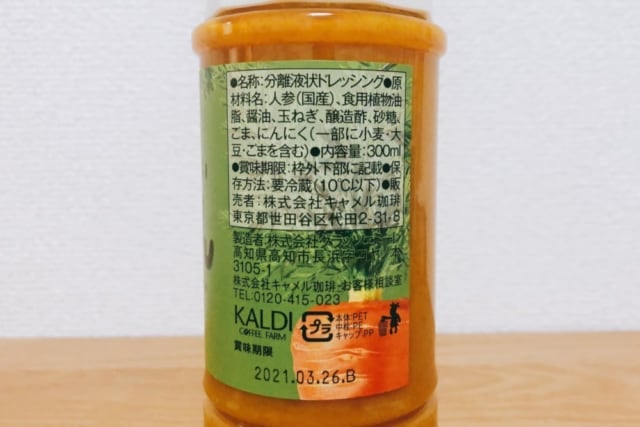 ●名称:分離液状ドレッシング●原
材料名:人参(国産)、食用植物油
脂、醤油、玉ねぎ、醸造酢、砂糖、
ごま、にんにく(一部に小麦・大
豆・ごまを含む)●内容量:300ml
●賞味期限:枠外下部に記載●保
存方法:要冷蔵(10℃以下)●販
売者:株式会社キャメル珈琲
東京都世田谷区代田2-31-8
製造者:株式会社
高知県高知市長浜字
3105-1
株式会社キャメル珈琲・お客様相談室
TEL:0120-415-023
KALDI
COFFEE FARM
プラ
本体:PET
中栓:PE
キャップ:PP
賞味期限
2021.03.26.B